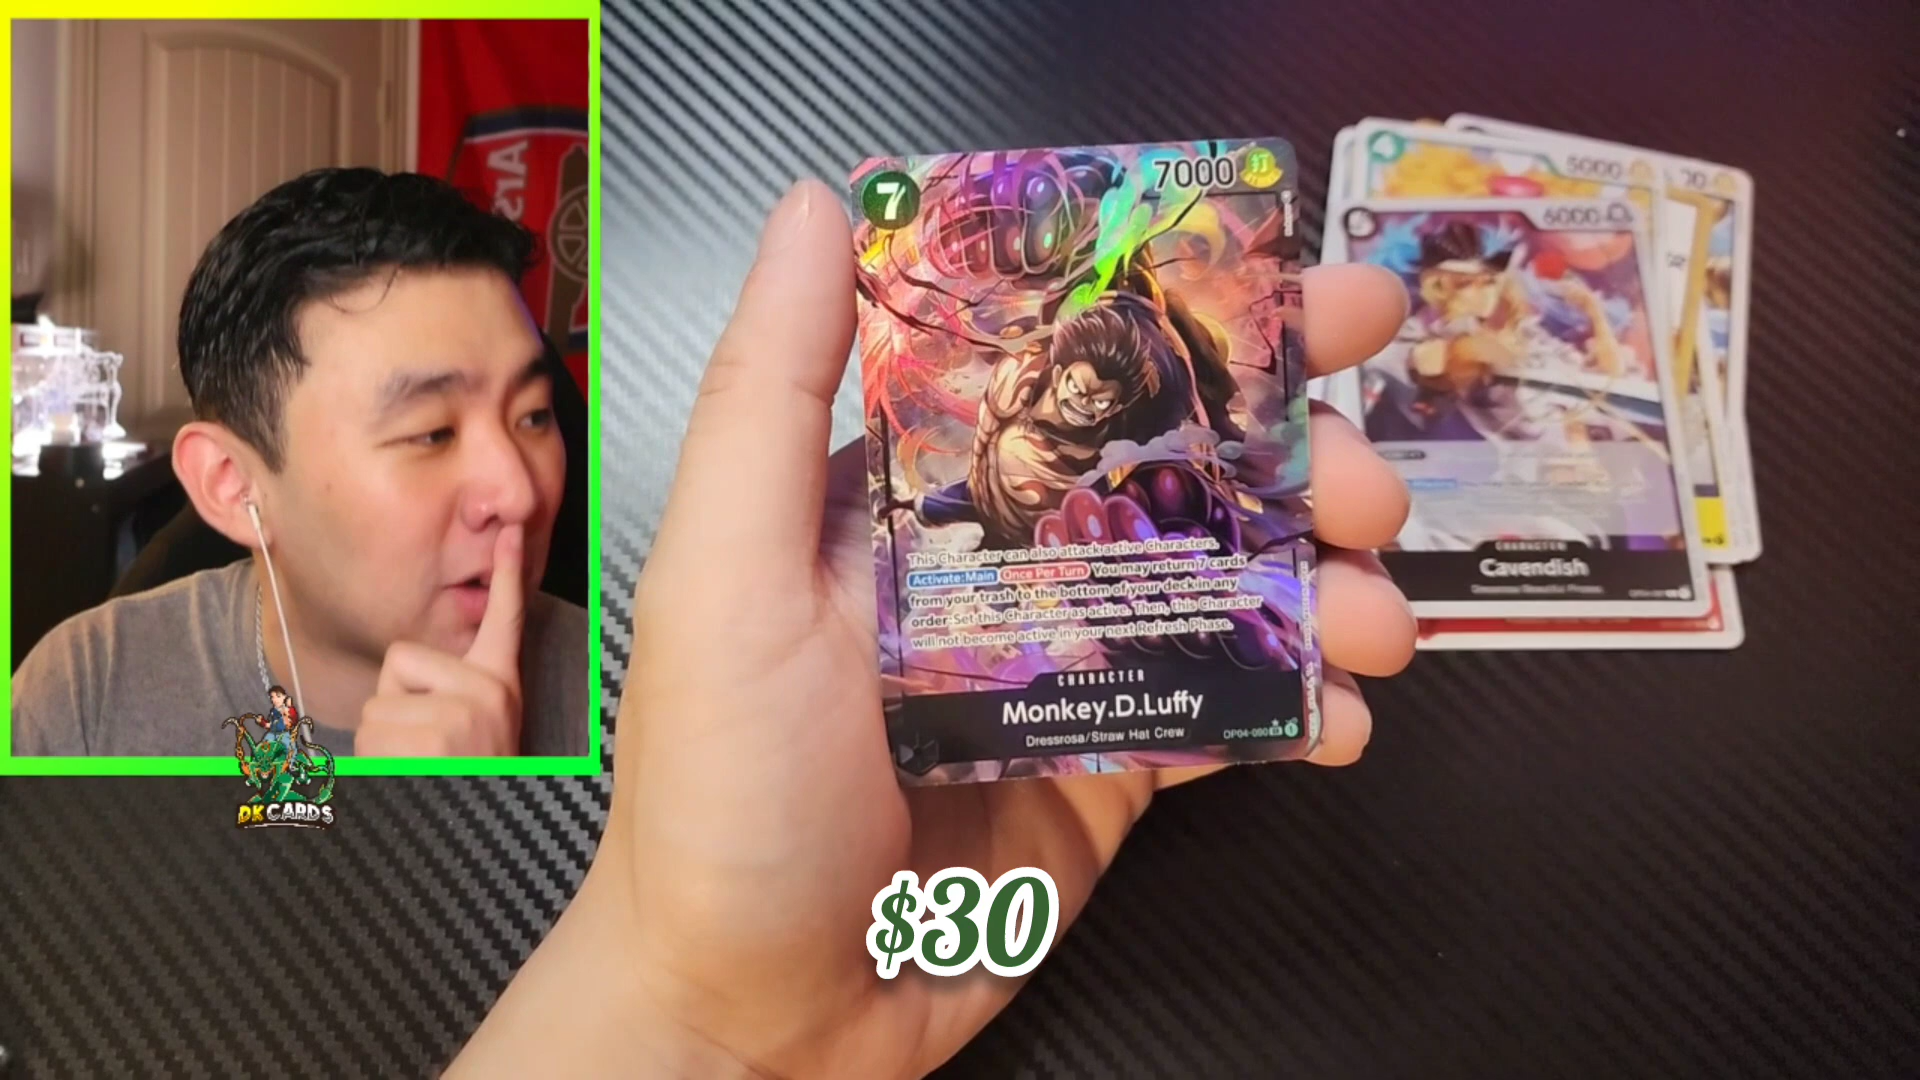 7
7000
This Character can also attack active Characters.
Activate:Main Once Per Turn You may return 7 cards
from your trash to the bottom of your deck in any
order:Set this Character as active. Then, this Character
will not become active in your next Refresh Phase.
CHARACTER
Monkey.D.Luffy
Dressrosa/Straw Hat Crew
4
5000
6000
CHARACTER
Cavendish
DKCARDS
$30